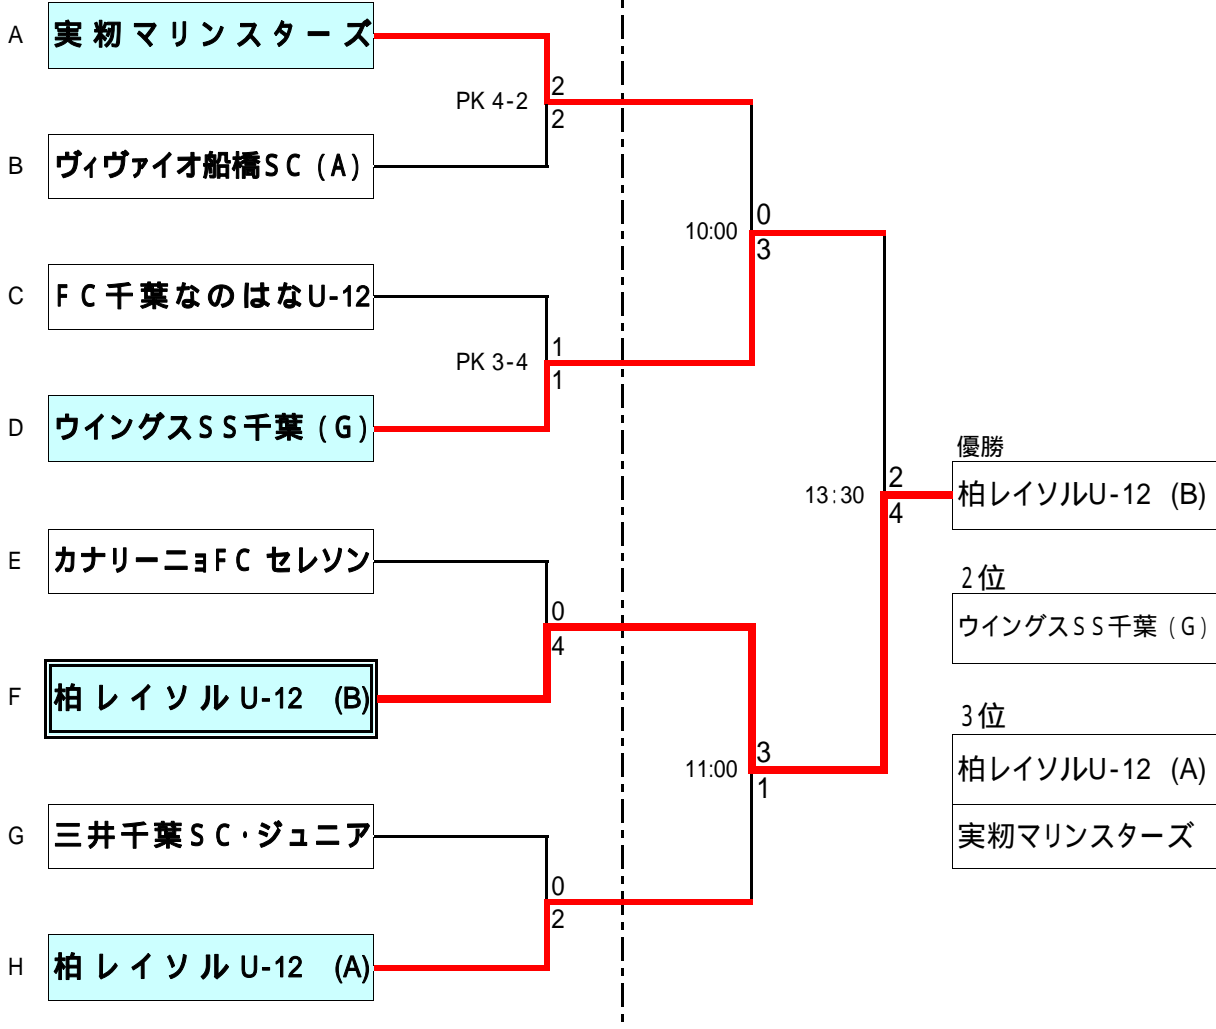 A 実籾マリンスターズ
2
PK 4-2
2
B ヴィヴァイオ船橋SC (A)
0
10:00
3
C FC千葉なのはなU-12
1
PK 3-4
1
D ウイングスSS千葉 (G)
優勝
2
13:30
柏レイソルU-12 (B)
4
E カナリーニョFC セレソン
2位
0
ウイングスSS千葉 (G)
4
F 柏レイソルU-12 (B)
3位
3
11:00
柏レイソルU-12 (A)
1
G 三井千葉SC・ジュニア
実籾マリンスターズ
0
2
H 柏レイソルU-12 (A)